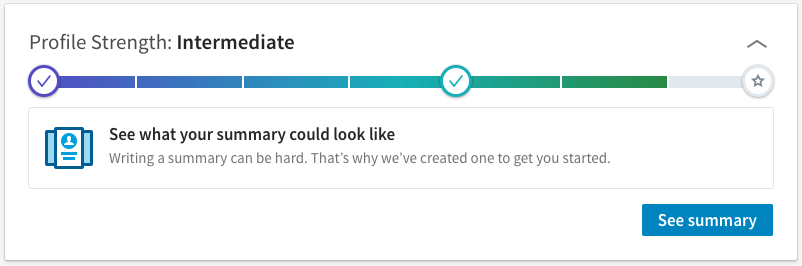 Profile Strength: Intermediate
See what your summary could look like
Writing a summary can be hard. That’s why we’ve created one to get you started.
See summary